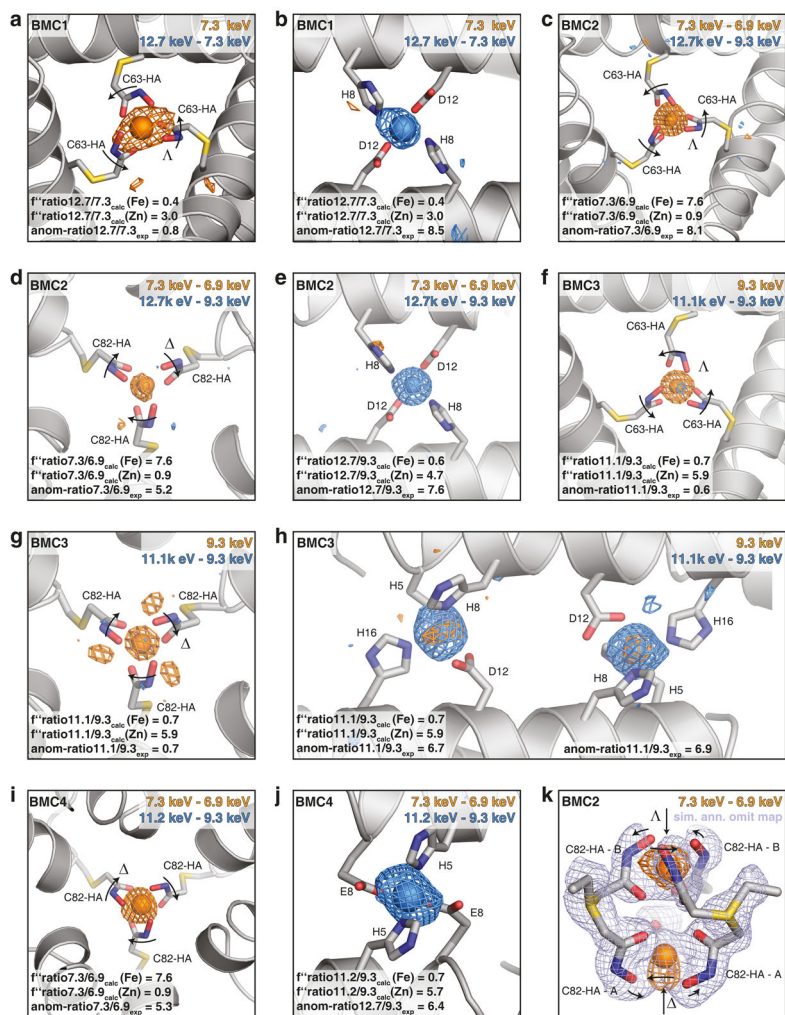 a
BMC1
7.3 keV
12.7 keV - 7.3 keV
C63-HA
C63-HA
C63-HA
Λ
f“ratio12.7/7.3calc (Fe) = 0.4
f“ratio12.7/7.3calc (Zn) = 3.0
anom-ratio12.7/7.3exp = 0.8
b
BMC1
7.3 keV
12.7 keV - 7.3 keV
H8
D12
D12
H8
f“ratio12.7/7.3calc (Fe) = 0.4
f“ratio12.7/7.3calc (Zn) = 3.0
anom-ratio12.7/7.3exp = 8.5
c
BMC2
7.3 keV - 6.9 keV
12.7k eV - 9.3 keV
C63-HA
C63-HA
C63-HA
Λ
f“ratio7.3/6.9calc (Fe) = 7.6
f“ratio7.3/6.9calc (Zn) = 0.9
anom-ratio7.3/6.9exp = 8.1
d
BMC2
7.3 keV - 6.9 keV
12.7k eV - 9.3 keV
C82-HA
Δ
C82-HA
C82-HA
f“ratio7.3/6.9calc (Fe) = 7.6
f“ratio7.3/6.9calc (Zn) = 0.9
anom-ratio7.3/6.9exp = 5.2
e
BMC2
7.3 keV - 6.9 keV
12.7k eV - 9.3 keV
H8
D12
D12
H8
f“ratio12.7/9.3calc (Fe) = 0.6
f“ratio12.7/9.3calc (Zn) = 4.7
anom-ratio12.7/9.3exp = 7.6
f
BMC3
9.3 keV
11.1k eV - 9.3 keV
C63-HA
Λ
C63-HA
C63-HA
f“ratio11.1/9.3calc (Fe) = 0.7
f“ratio11.1/9.3calc (Zn) = 5.9
anom-ratio11.1/9.3exp = 0.6
g
BMC3
9.3 keV
11.1k eV - 9.3 keV
C82-HA
C82-HA
Δ
C82-HA
f“ratio11.1/9.3calc (Fe) = 0.7
f“ratio11.1/9.3calc (Zn) = 5.9
anom-ratio11.1/9.3exp = 0.7
h
BMC3
9.3 keV
11.1k eV - 9.3 keV
H5
H8
H16
D12
D12
H16
H8
H5
f“ratio11.1/9.3calc (Fe) = 0.7
f“ratio11.1/9.3calc(Zn) = 5.9
anom-ratio11.1/9.3exp = 6.7
anom-ratio11.1/9.3exp = 6.9
i
BMC4
7.3 keV - 6.9 keV
11.2 keV - 9.3 keV
Δ
C82-HA
C82-HA
C82-HA
f“ratio7.3/6.9calc (Fe) = 7.6
f“ratio7.3/6.9calc (Zn) = 0.9
anom-ratio7.3/6.9exp = 5.3
j
BMC4
7.3 keV - 6.9 keV
11.2 keV - 9.3 keV
H5
E8
E8
H5
f“ratio11.2/9.3calc (Fe) = 0.7
f“ratio11.2/9.3calc (Zn) = 5.7
anom-ratio12.7/9.3exp = 6.4
k
BMC2
7.3 keV - 6.9 keV
sim. ann. omit map
Λ
C82-HA - B
C82-HA - B
C82-HA - A
C82-HA - A
Δ